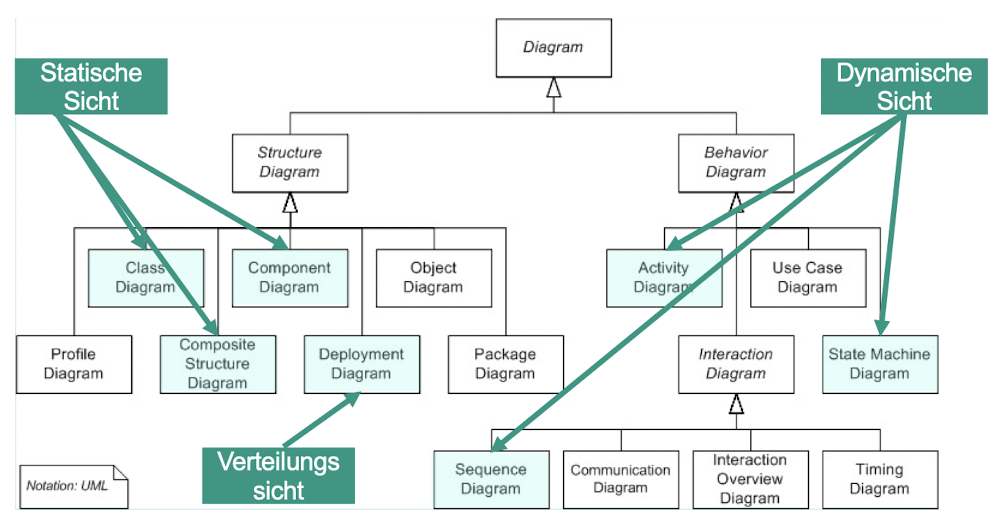 Diagram
Statische
Sicht
Dynamische
Sicht
Structure
Diagram
Behavior
Diagram
Class
Diagram
Component
Diagram
Object
Diagram
Activity
Diagram
Use Case
Diagram
Profile
Diagram
Composite
Structure
Diagram
Deployment
Diagram
Package
Diagram
Interaction
Diagram
State Machine
Diagram
Verteilungs
sicht
Sequence
Diagram
Communication
Diagram
Interaction
Overview
Diagram
Timing
Diagram
Notation: UML